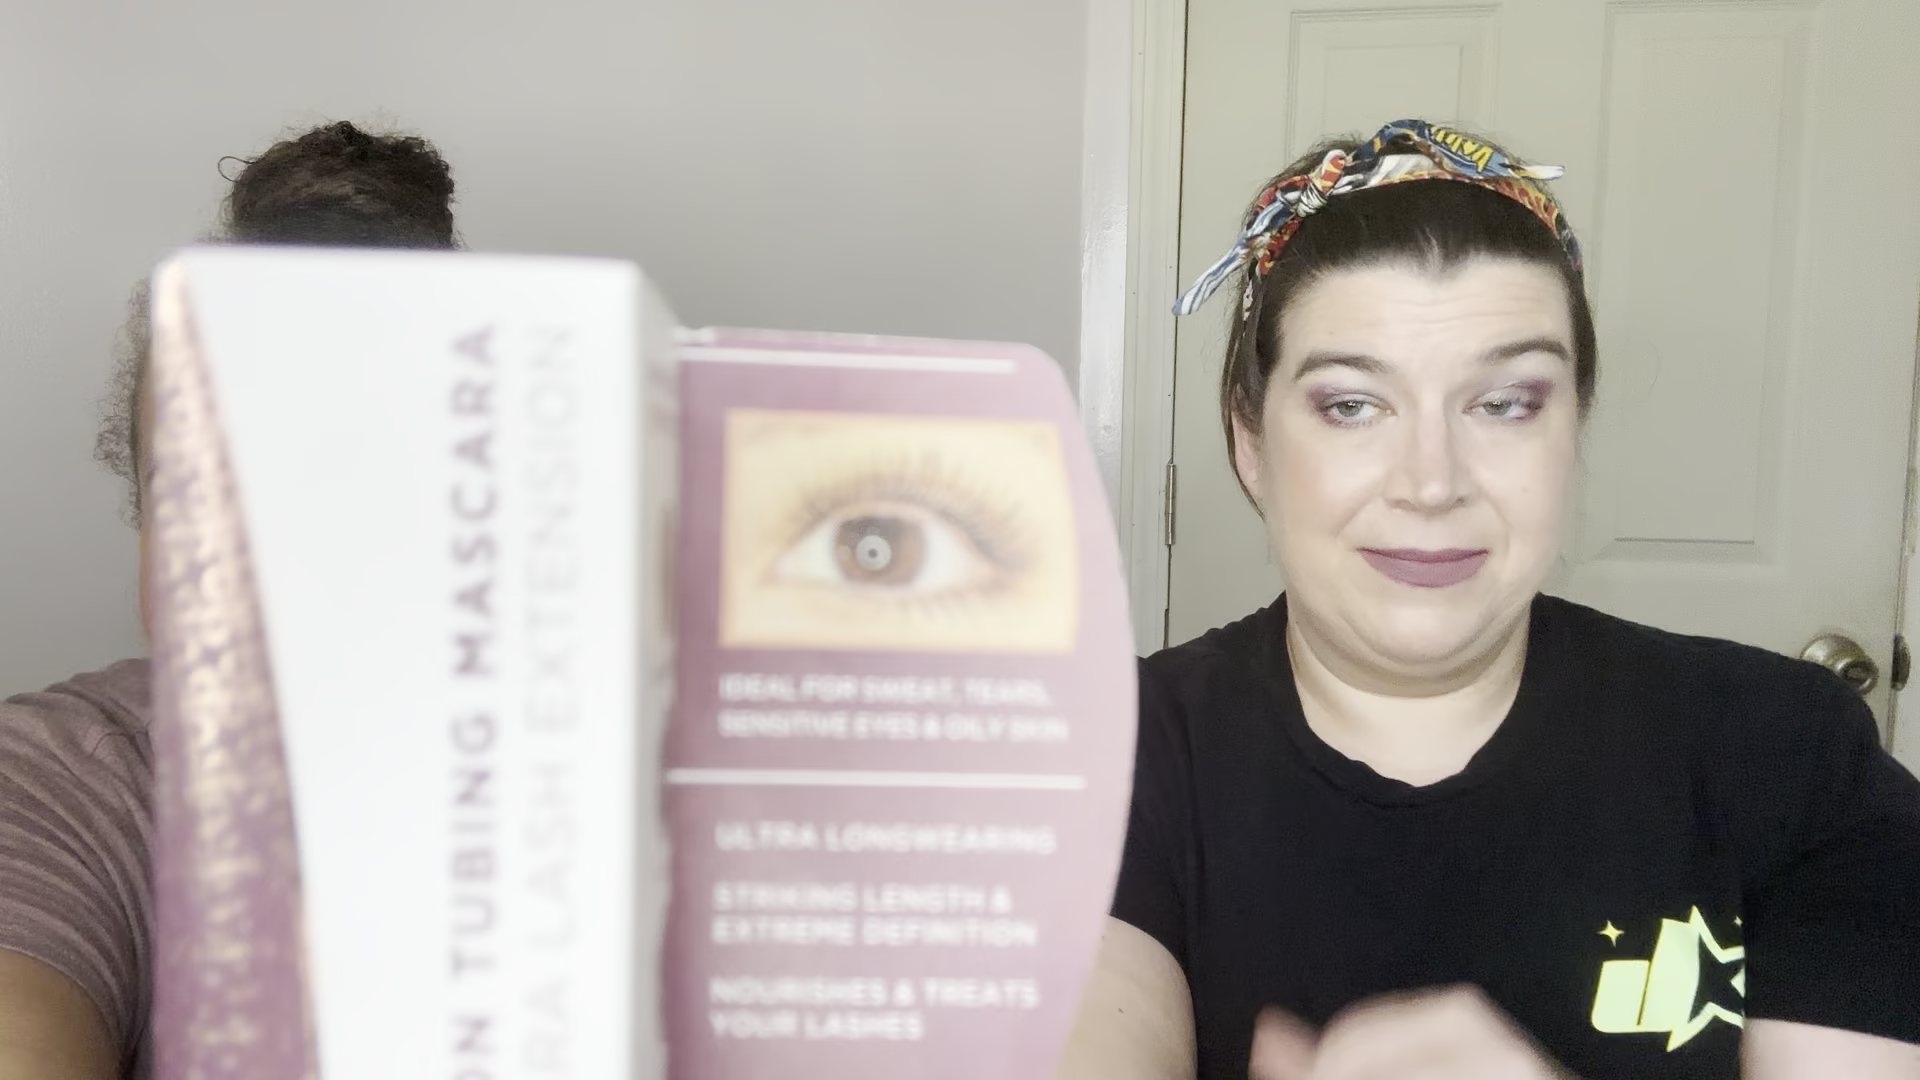 ON TUBING MASCARA
RA LASH EXTENSION
IDEAL FOR SWEAT, TEARS,
SENSITIVE EYES & OILY SKIN
ULTRA LONGWEARING
STRIKING LENGTH &
EXTREME DEFINITION
NOURISHES & TREATS
YOUR LASHES